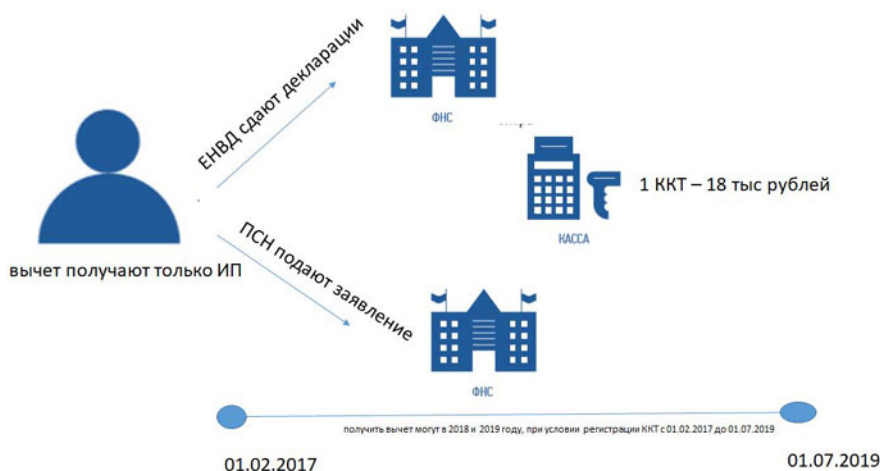 ЕНВД сдают декларации
ФНС
1 ККТ – 18 тыс рублей
КАССА
вычет получают только ИП
ПСН подают заявление
ФНС
получить вычет могут в 2018 и 2019 году, при условии регистрации ККТ с 01.02.2017 до 01.07.2019
01.02.2017
01.07.2019